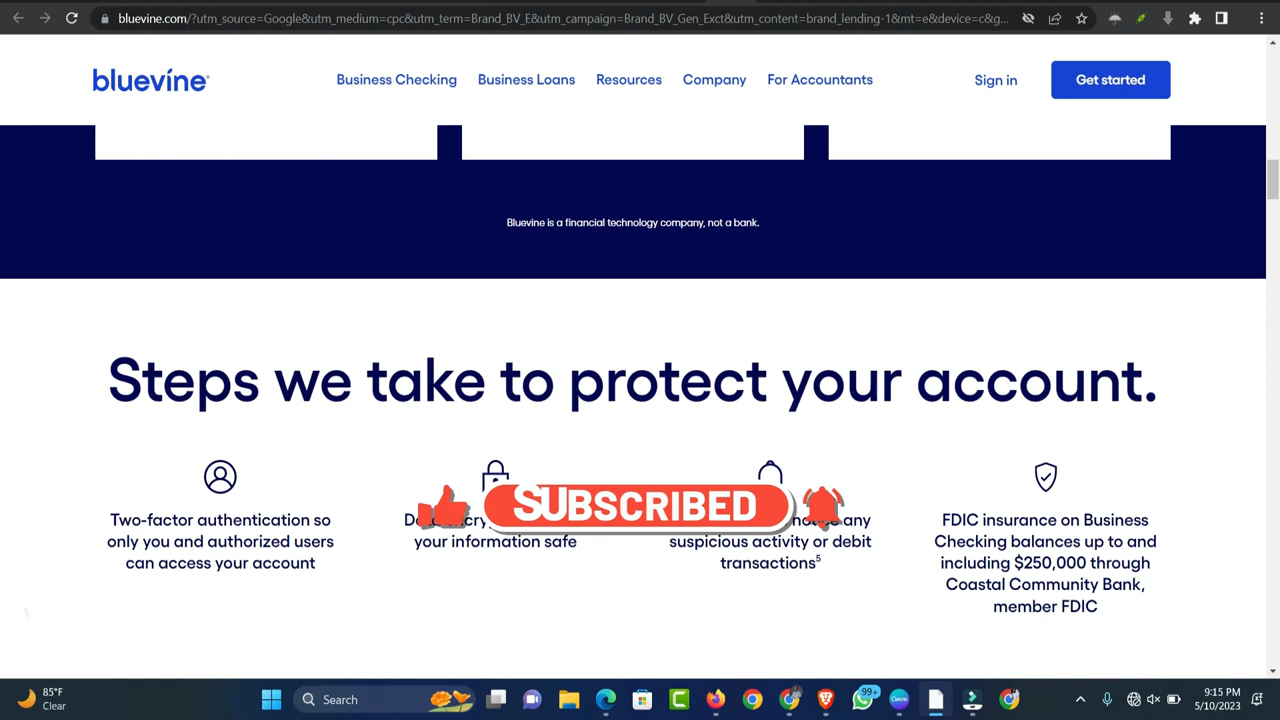 bluevine.com/?utm_source=Google&utm_medium=cpc&utm_term=Brand_BV_E&utm_campaign=Brand_BV_Gen_Exct&utm_content=brand_lending-1&mt=e&device=c&g...
bluevine
Business Checking Business Loans Resources Company For Accountants Sign in Get started
Bluevine is a financial technology company, not a bank.
Steps we take to protect your account.
Two-factor authentication so
only you and authorized users
can access your account
your information safe
any
suspicious activity or debit
transactions5
FDIC insurance on Business
Checking balances up to and
including $250,000 through
Coastal Community Bank,
member FDIC
SUBSCRIBED
85°F
Clear
Search
99+
9:15 PM
5/10/2023